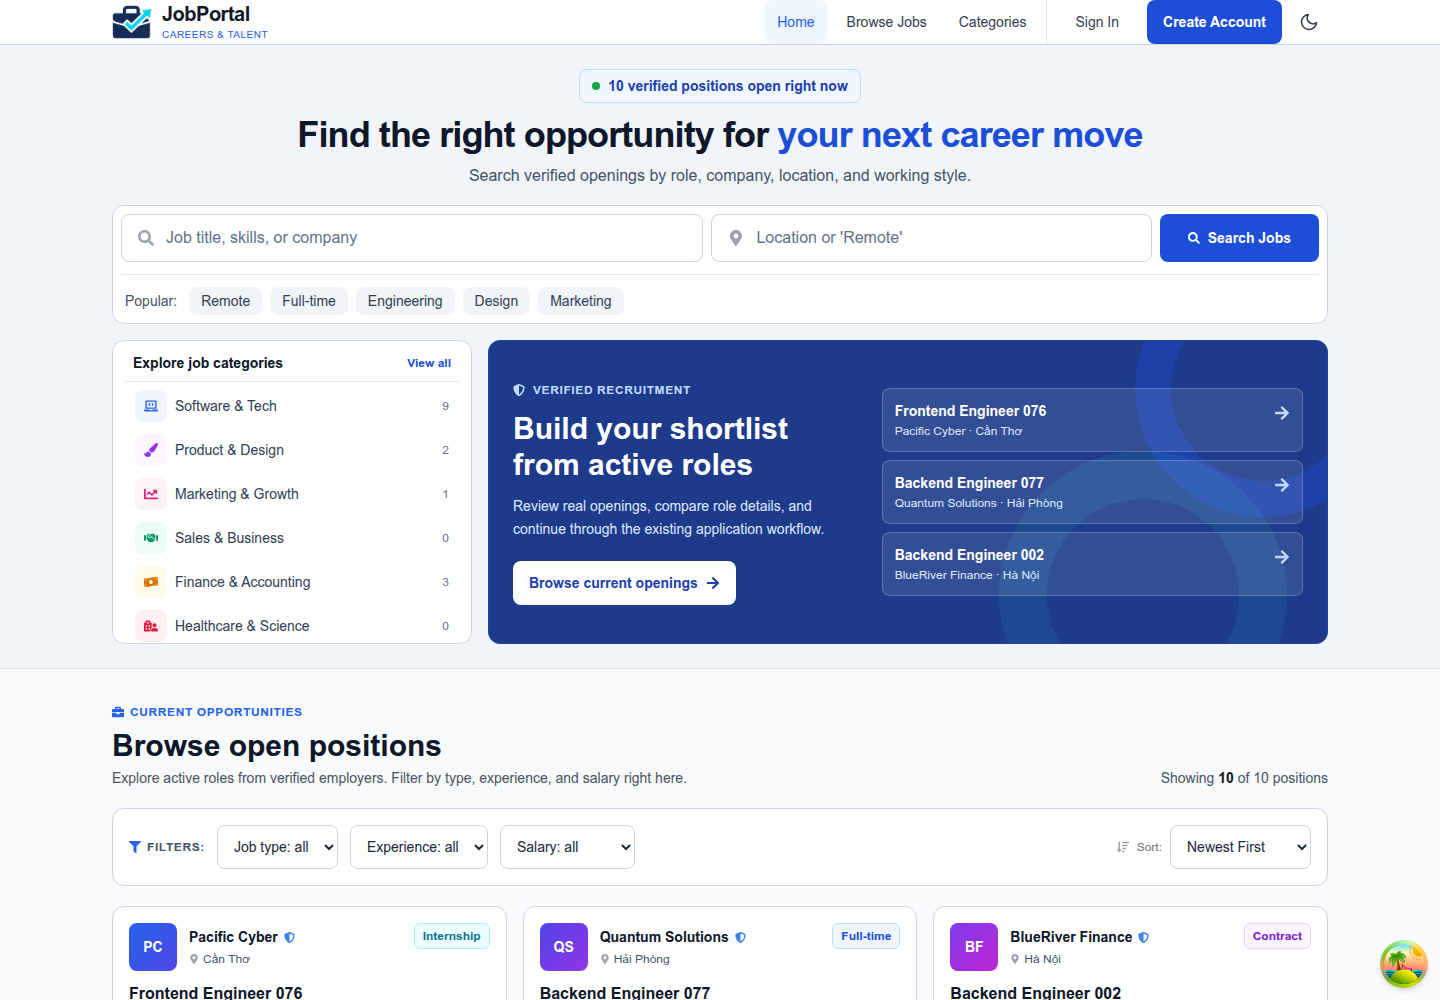 JobPortal
CAREERS & TALENT
Home
Browse Jobs
Categories
Sign In
Create Account
10 verified positions open right now
Find the right opportunity for your next career move
Search verified openings by role, company, location, and working style.
Job title, skills, or company
Location or 'Remote'
Search Jobs
Popular:
Remote
Full-time
Engineering
Design
Marketing
Explore job categories
View all
Software & Tech 9
Product & Design 2
Marketing & Growth 1
Sales & Business 0
Finance & Accounting 3
Healthcare & Science 0
VERIFIED RECRUITMENT
Build your shortlist
from active roles
Review real openings, compare role details, and
continue through the existing application workflow.
Browse current openings
Frontend Engineer 076
Pacific Cyber · Cần Thơ
Backend Engineer 077
Quantum Solutions · Hải Phòng
Backend Engineer 002
BlueRiver Finance · Hà Nội
CURRENT OPPORTUNITIES
Browse open positions
Explore active roles from verified employers. Filter by type, experience, and salary right here.
Showing 10 of 10 positions
FILTERS:
Job type: all
Experience: all
Salary: all
Sort:
Newest First
PC
Pacific Cyber
Cần Thơ
Internship
Frontend Engineer 076
QS
Quantum Solutions
Hải Phòng
Full-time
Backend Engineer 077
BF
BlueRiver Finance
Hà Nội
Contract
Backend Engineer 002